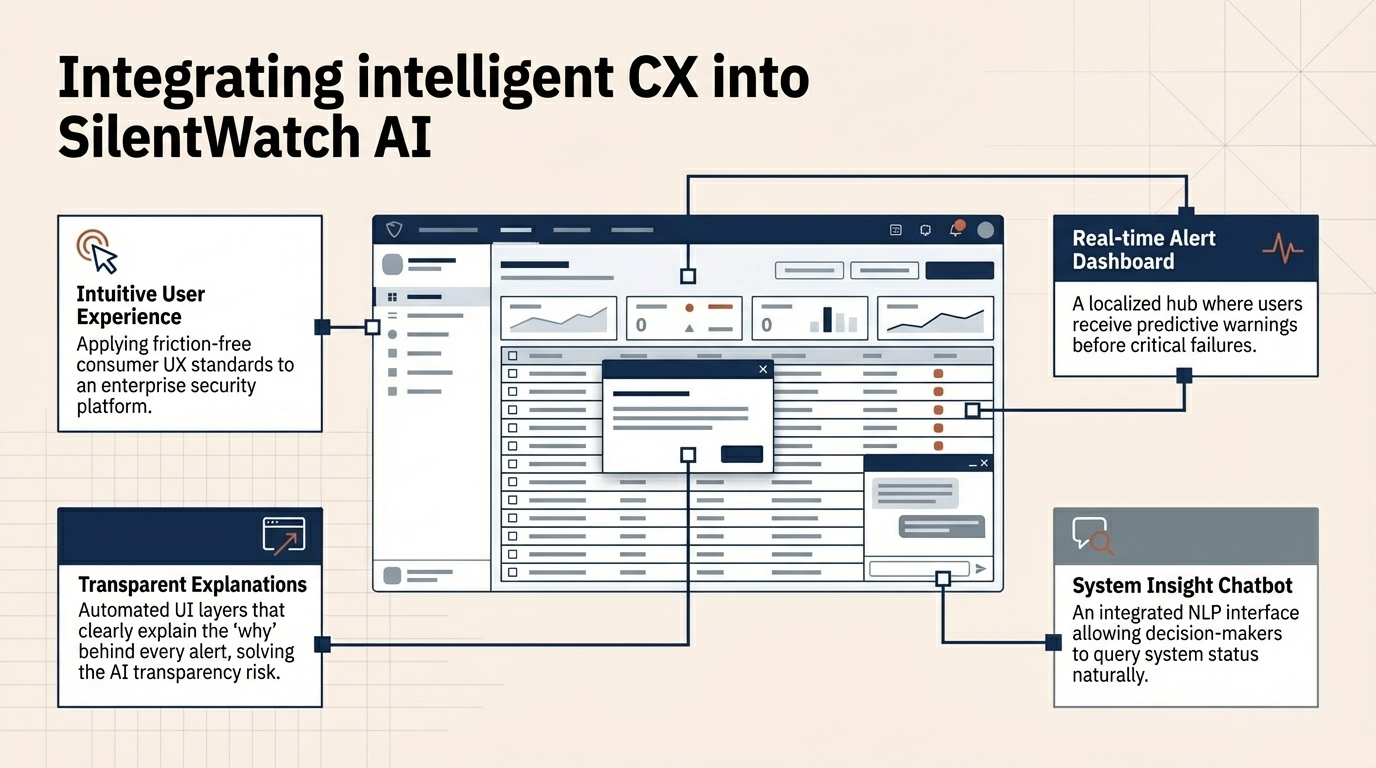 Integrating intelligent CX into
SilentWatch AI
Intuitive User
Experience
Applying friction-free
consumer UX standards to
an enterprise security
platform.
0
0
Real-time Alert
Dashboard
A localized hub where users
receive predictive warnings
before critical failures.
Transparent Explanations
Automated UI layers that
clearly explain the ‘why’
behind every alert, solving
the AI transparency risk.
System Insight Chatbot
An integrated NLP interface
allowing decision-makers
to query system status
naturally.